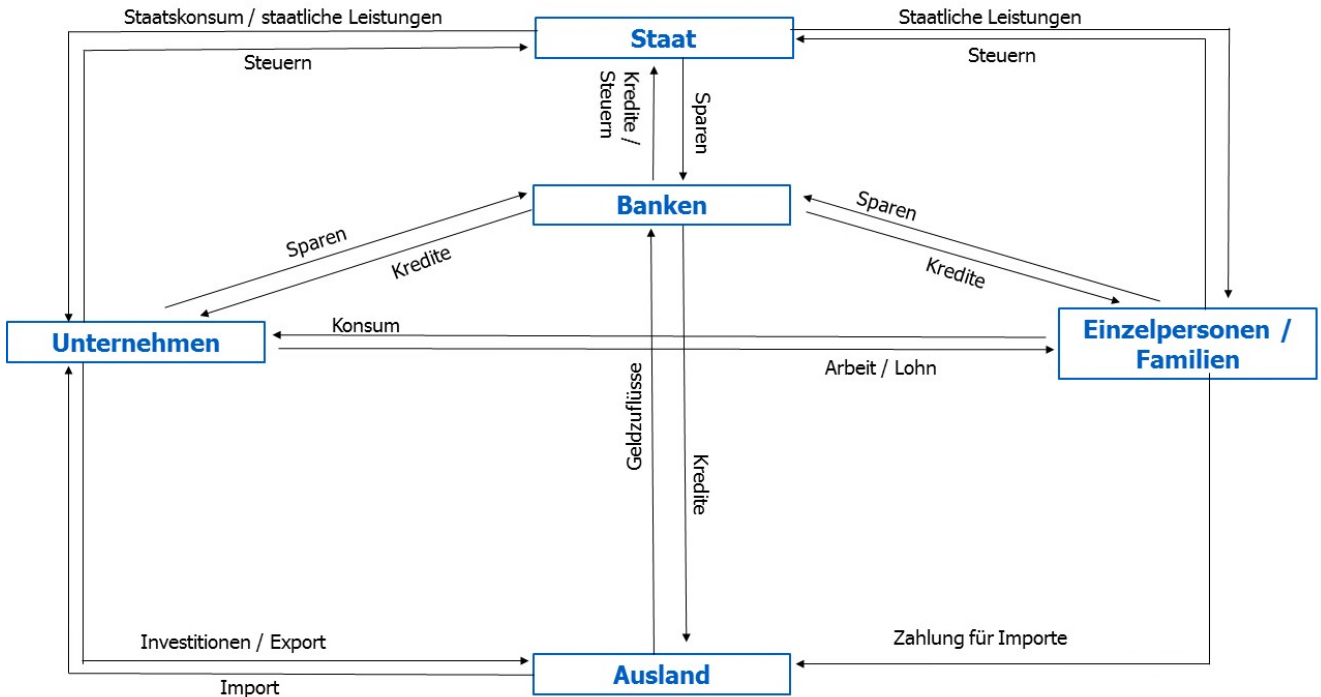 Staatskonsum / staatliche Leistungen
Staatliche Leistungen
Staat
Steuern
Steuern
Kredite /
Steuern
Sparen
Banken
Sparen
Sparen
Kredite
Kredite
Konsum
Unternehmen
Einzelpersonen /
Familien
Arbeit / Lohn
Geldzuflüsse
Kredite
Investitionen / Export
Zahlung für Importe
Ausland
Import